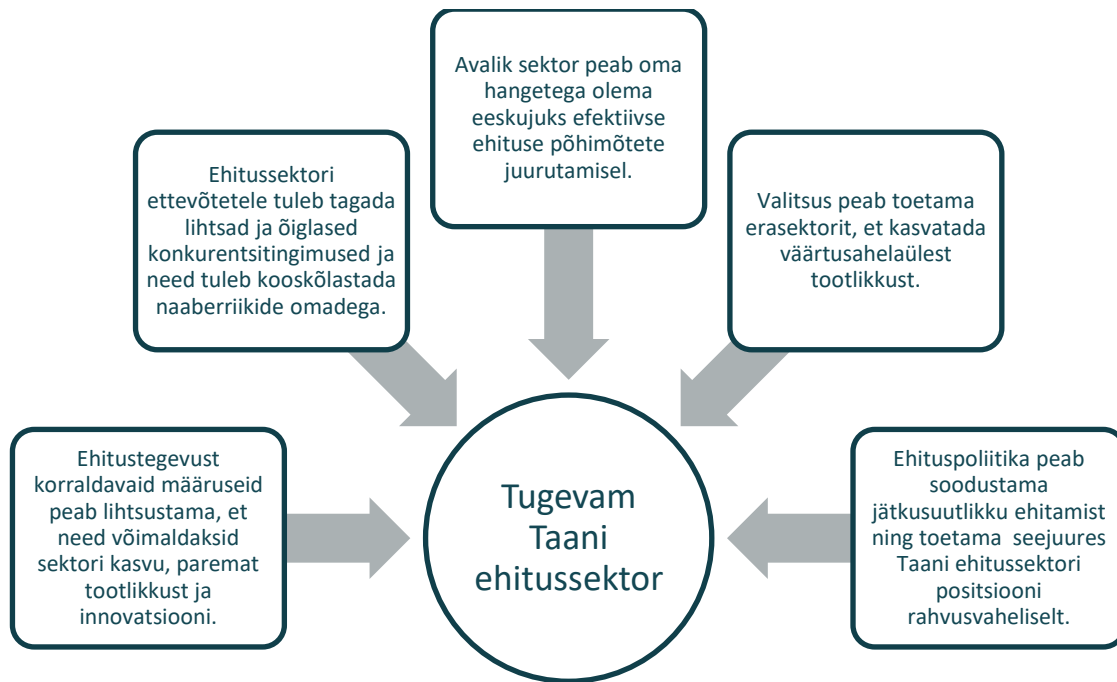 Avalik sektor peab oma
hangetega olema
eeskujuks efektiivse
ehituse põhimõtete
juurutamisel.
Ehitussektori
ettevõtetele tuleb tagada
lihtsad ja õiglased
konkurentsitingimused ja
need tuleb kooskõlastada
naaberriikide omadega.
Valitsus peab toetama
erasektorit, et kasvatada
väärtusahelaülest
tootlikkust.
Ehitustegevust
korraldavaid määruseid
peab lihtsustama, et
need võimaldaksid
sektori kasvu, paremat
tootlikkust ja
innovatsiooni.
Tugevam
Taani
ehitussektor
Ehituspoliitika peab
soodustama
jätkusuutlikku ehitamist
ning toetama seejuures
Taani ehitussektori
positsiooni
rahvusvaheliselt.